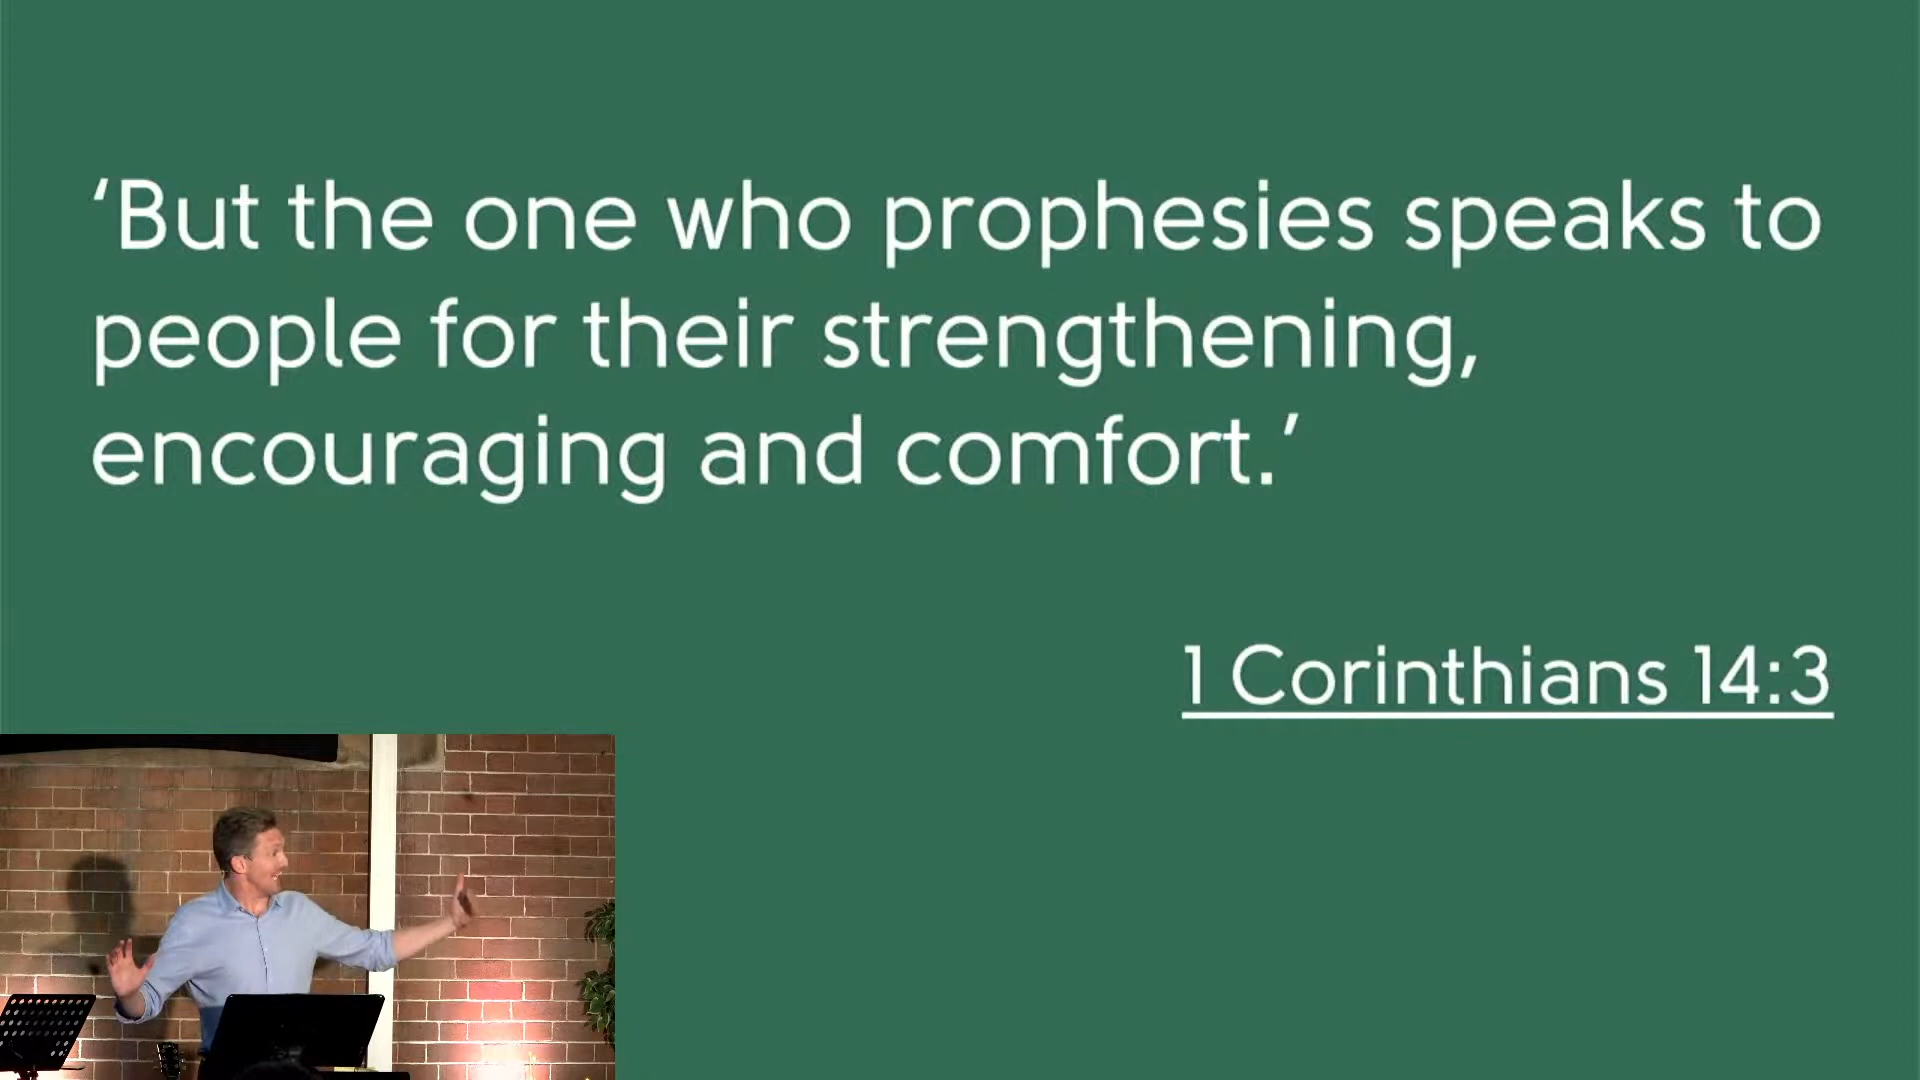 ‘But the one who prophesies speaks to
people for their strengthening,
encouraging and comfort.’
1 Corinthians 14:3